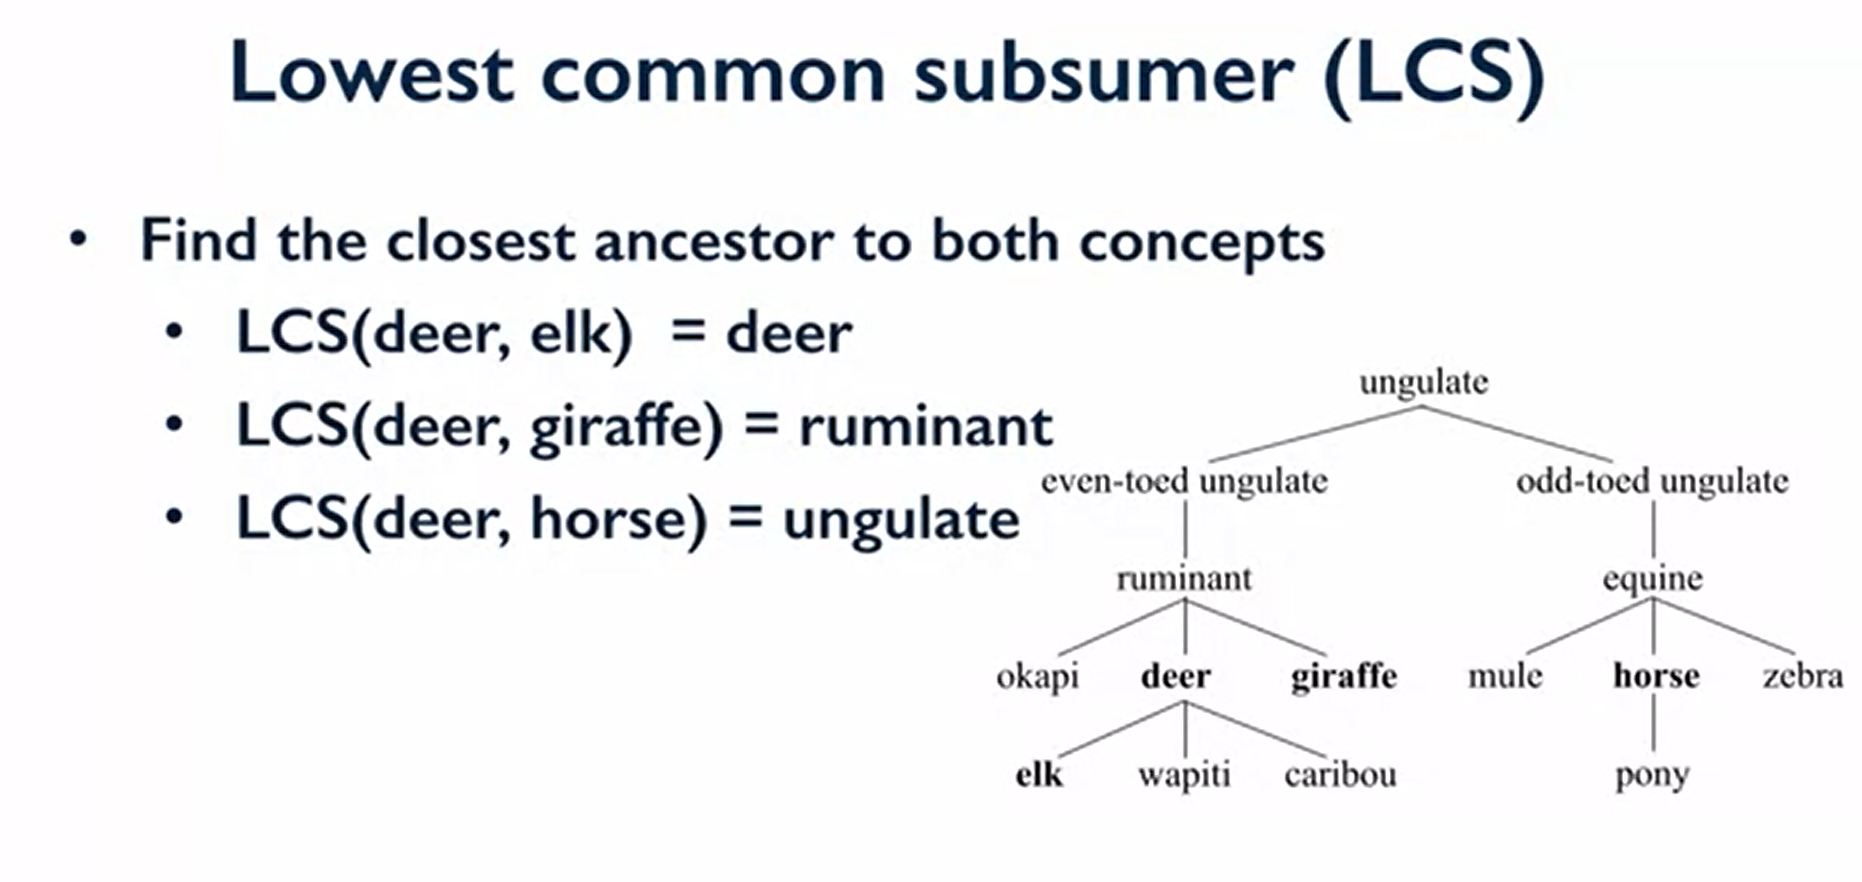 Lowest common subsumer (LCS)
• Find the closest ancestor to both concepts
• LCS(deer, elk) = deer
• LCS(deer, giraffe) = ruminant
• LCS(deer, horse) = ungulate
ungulate
even-toed ungulate odd-toed ungulate
ruminant equine
okapi deer giraffe mule horse zebra
elk wapiti caribou pony